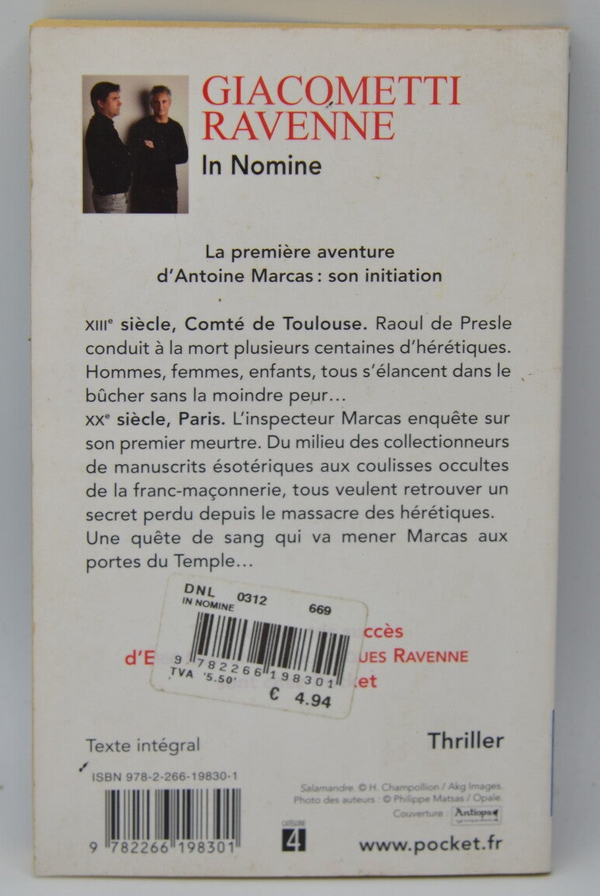 GIACOMETTI
RAVENNE
In Nomine
La première aventure
d'Antoine Marcas : son initiation
XIIIe siècle, Comté de Toulouse. Raoul de Presle
conduit à la mort plusieurs centaines d'hérétiques.
Hommes, femmes, enfants, tous s'élancent dans le
bûcher sans la moindre peur...
XXe siècle, Paris. L'inspecteur Marcas enquête sur
son premier meurtre. Du milieu des collectionneurs
de manuscrits ésotériques aux coulisses occultes
de la franc-maçonnerie, tous veulent retrouver un
secret perdu depuis le massacre des hérétiques.
Une quête de sang qui va mener Marcas aux
portes du Temple...
DNL 0312 669
IN NOMINE
9 782266 198301
TVA '5.50'
€ 4.94
RAVENNE
Texte intégral
Thriller
ISBN 978-2-266-19830-1
9 782266 198301
Salamandre. © H. Champollion / Akg Images.
Photo des auteurs : © Philippe Matsas / Opale.
Couverture : Antiope
CATÉGORIE
4
www.pocket.fr